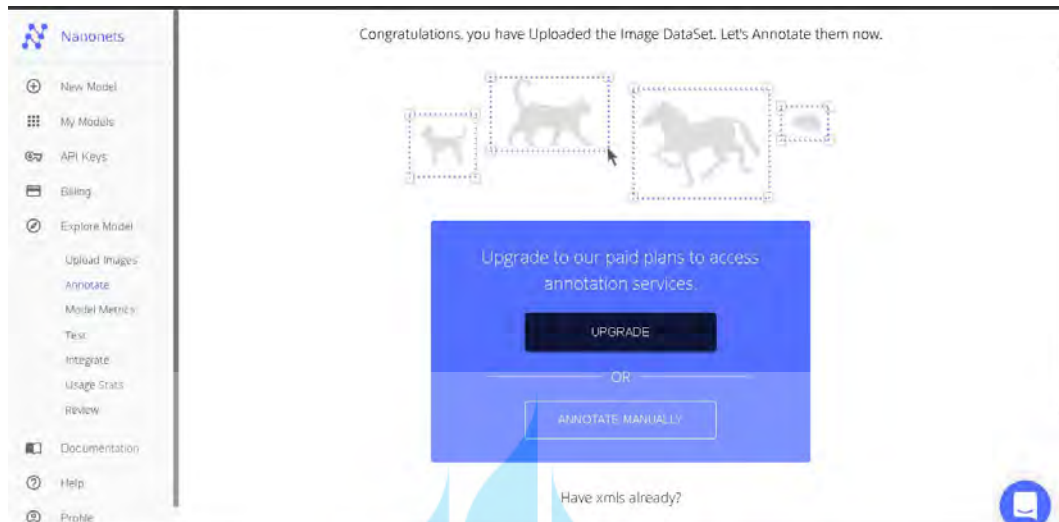 Nanonets
New Model
My Models
API Keys
Billing
Explore Model
Upload Images
Annotate
Model Metrics
Test
Integrate
Usage Stats
Review
Documentation
Help
Profile
Congratulations, you have Uploaded the Image DataSet. Let's Annotate them now.
Upgrade to our paid plans to access
annotation services.
UPGRADE
OR
ANNOTATE MANUALLY
Have xmls already?